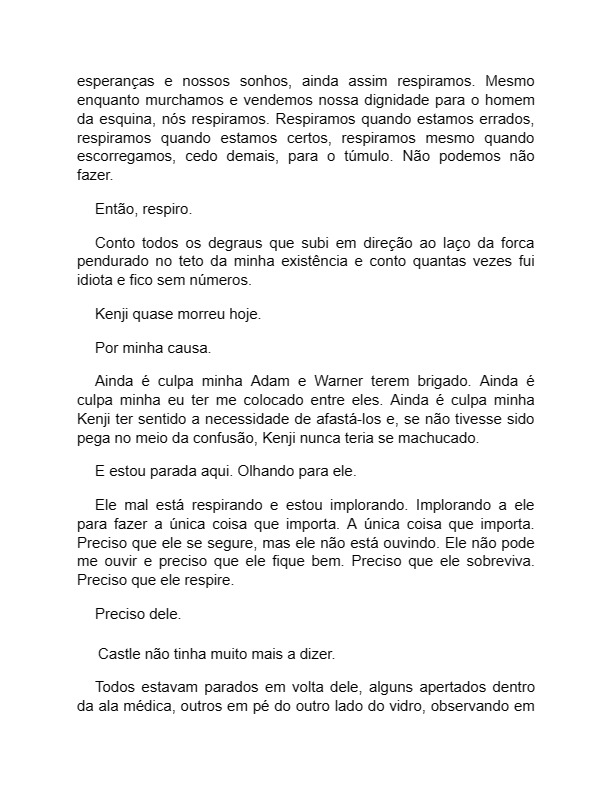 esperanças e nossos sonhos, ainda assim respiramos. Mesmo
enquanto murchamos e vendemos nossa dignidade para o homem
da esquina, nós respiramos. Respiramos quando estamos errados,
respiramos quando estamos certos, respiramos mesmo quando
escorregamos, cedo demais, para o túmulo. Não podemos não
fazer.
Então, respiro.
Conto todos os degraus que subi em direção ao laço da forca
pendurado no teto da minha existência e conto quantas vezes fui
idiota e fico sem números.
Kenji quase morreu hoje.
Por minha causa.
Ainda é culpa minha Adam e Warner terem brigado. Ainda é
culpa minha eu ter me colocado entre eles. Ainda é culpa minha
Kenji ter sentido a necessidade de afastá-los e, se não tivesse sido
pega no meio da confusão, Kenji nunca teria se machucado.
E estou parada aqui. Olhando para ele.
Ele mal está respirando e estou implorando. Implorando a ele
para fazer a única coisa que importa. A única coisa que importa.
Preciso que ele se segure, mas ele não está ouvindo. Ele não pode
me ouvir e preciso que ele fique bem. Preciso que ele sobreviva.
Preciso que ele respire.
Preciso dele.
Castle não tinha muito mais a dizer.
Todos estavam parados em volta dele, alguns apertados dentro
da ala médica, outros em pé do outro lado do vidro, observando em